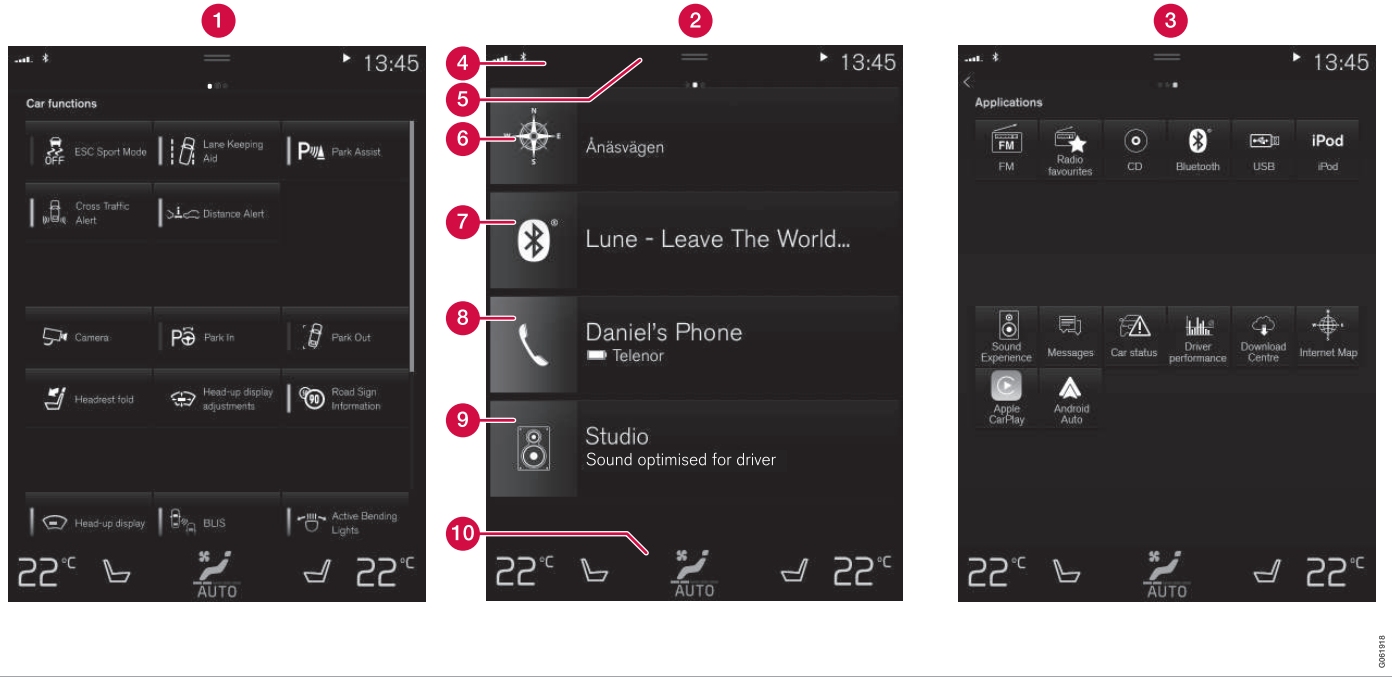 1
2
3
13:45
Car functions
OFF
ESC Sport Mode
Lane Keeping
Aid
P
Park Assist
Cross Traffic
Alert
Distance Alert
Camera
P
Park In
Park Out
Headrest fold
Head-up display
adjustments
90
Road Sign
Information
Head-up display
BLIS
Active Bending
Lights
22°C
AUTO
22°C
4
5
6
7
8
9
10
13:45
N
W
E
S
Ånäsvägen
®
Lune - Leave The World...
Daniel's Phone
Telenor
Studio
Sound optimised for driver
22°C
AUTO
22°C
13:45
Applications
FM
FM
Radio
favourites
CD
Bluetooth
USB
iPod
iPod
Sound
Experience
Messages
Car status
Driver
performance
Download
Centre
Internet Map
Apple
CarPlay
Android
Auto
22°C
AUTO
22°C
G061918